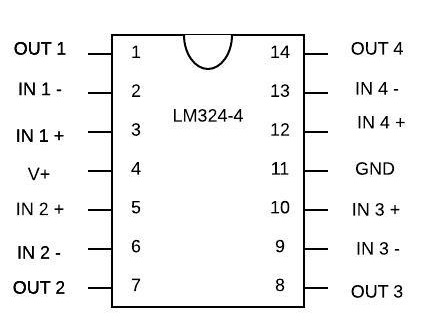 OUT 1 1 14 OUT 4
IN 1 - 2 13 IN 4 -
LM324-4
IN 1 + 3 12 IN 4 +
V+ 4 11 GND
IN 2 + 5 10 IN 3 +
IN 2 - 6 9 IN 3 -
OUT 2 7 8 OUT 3